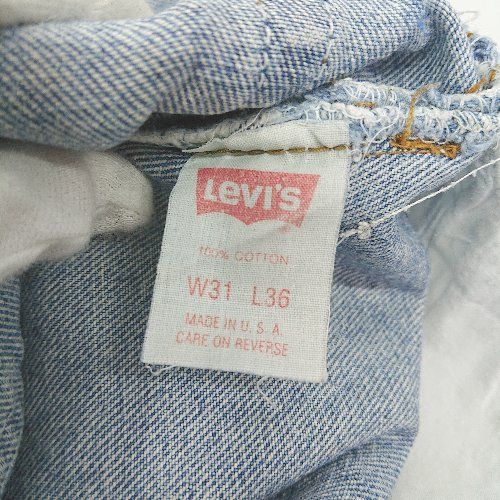 Levi's
100% COTTON
W31 L36
MADE IN U.S.A.
CARE ON REVERSE